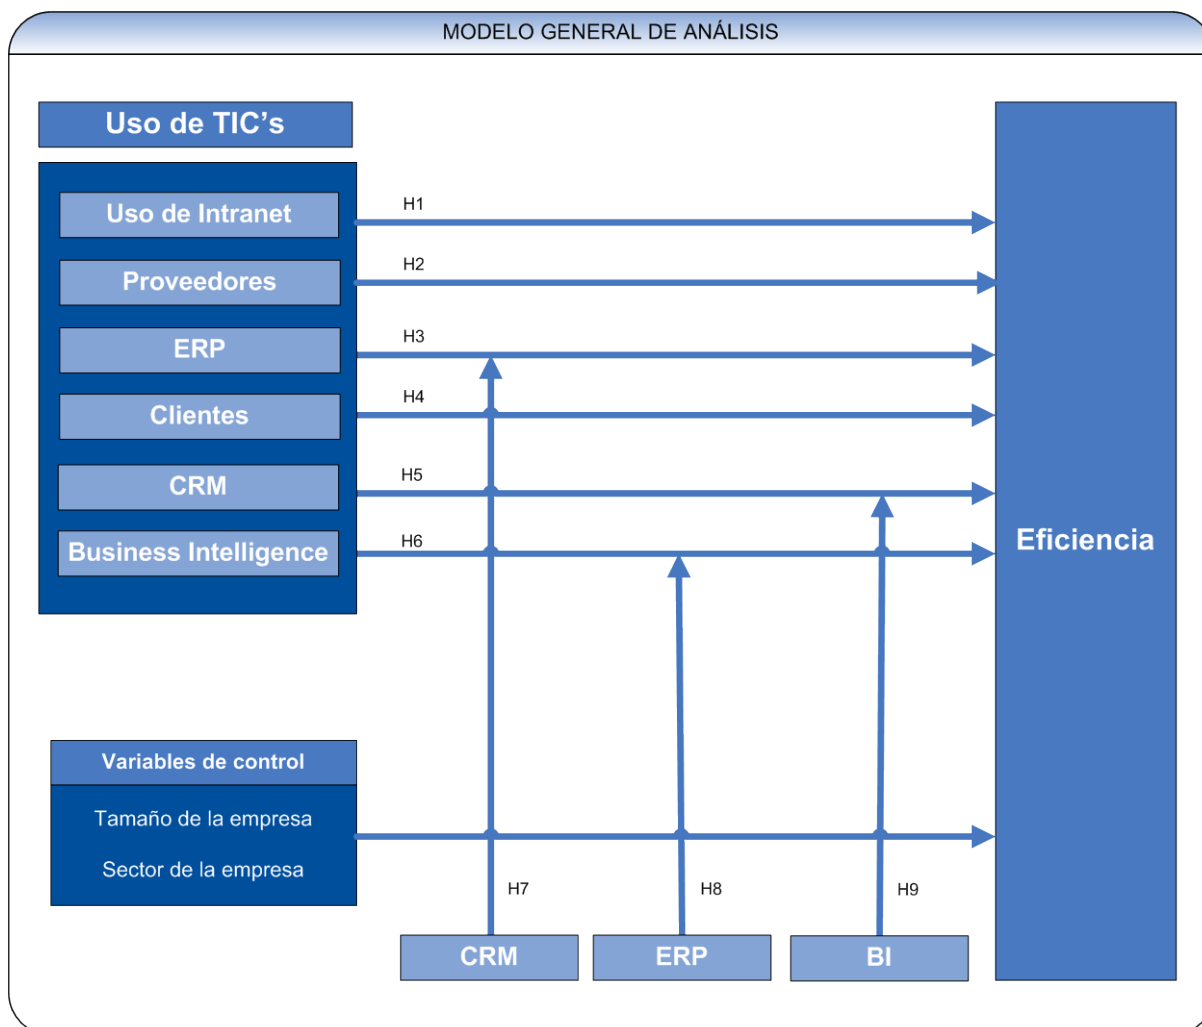 MODELO GENERAL DE ANÁLISIS
Uso de TIC's
Uso de Intranet
H1
Proveedores
H2
ERP
H3
Clientes
H4
CRM
H5
Business Intelligence
H6
Eficiencia
Variables de control
Tamaño de la empresa
Sector de la empresa
H7
H8
H9
CRM
ERP
BI